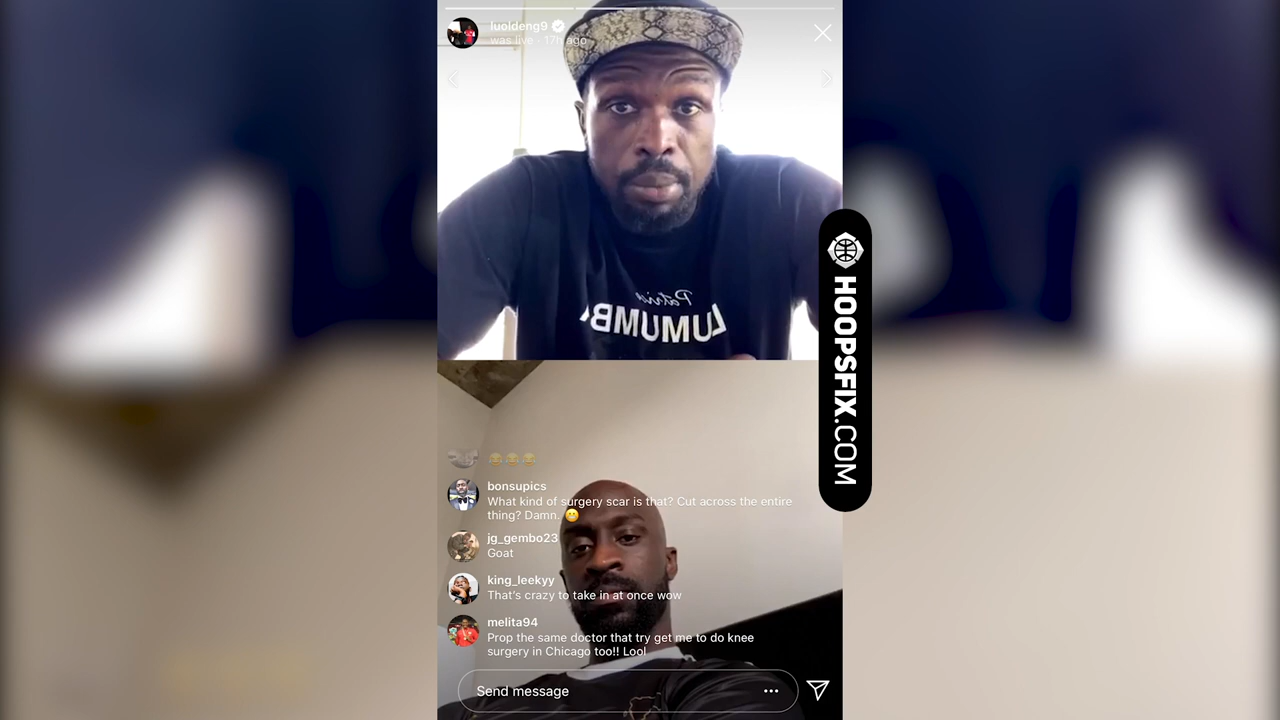 luoldeng9
was live · 17h ago
Patrice
LUMUMBA
HOOPSFIX.COM
😂😂😂
bonsupics
What kind of surgery scar is that? Cut across the entire
thing? Damn. 😬
jg_gembo23
Goat
king_leekyy
That's crazy to take in at once wow
melita94
Prop the same doctor that try get me to do knee
surgery in Chicago too!! Lool
Send message